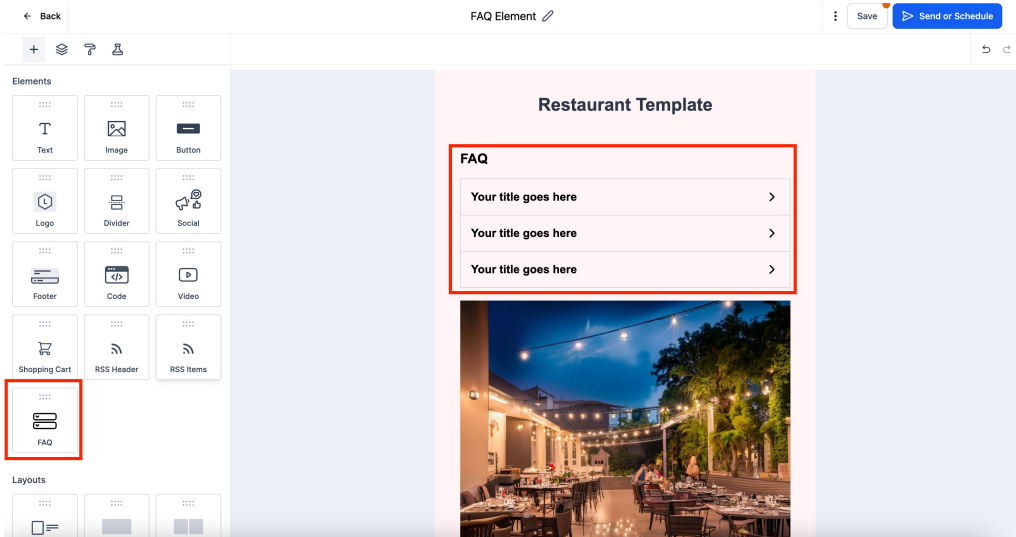 Back
FAQ Element
Save
Send or Schedule
Elements
Text
Image
Button
Logo
Divider
Social
Footer
Code
Video
Shopping Cart
RSS Header
RSS Items
FAQ
Layouts
Restaurant Template
FAQ
Your title goes here
Your title goes here
Your title goes here